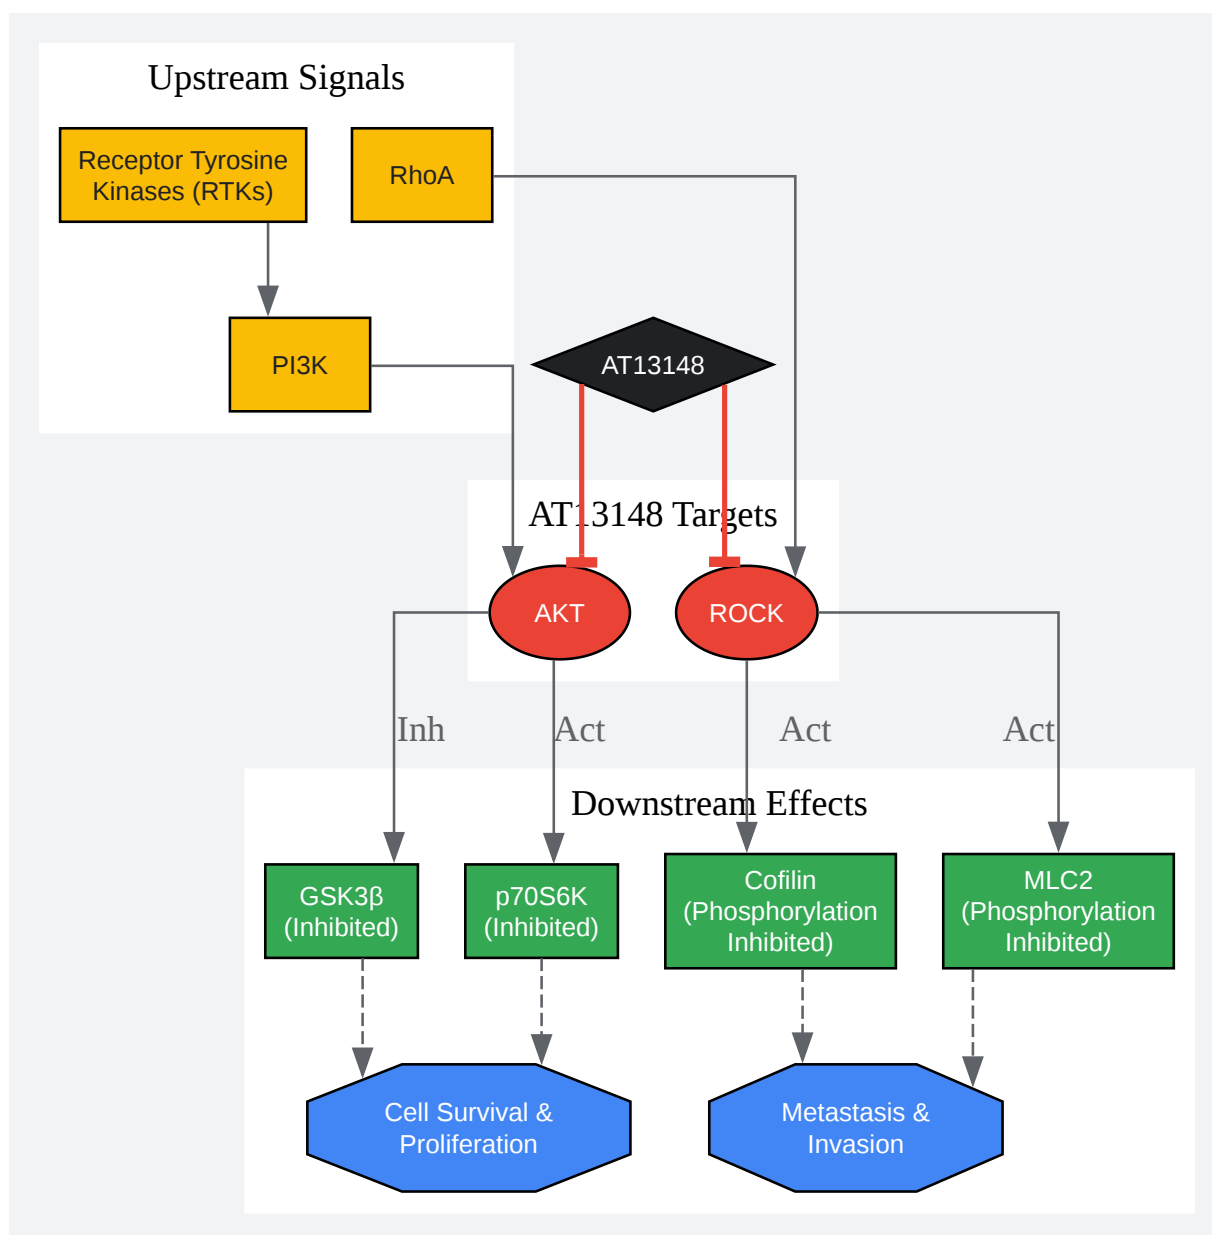 Upstream Signals
Receptor Tyrosine
Kinases (RTKs)
RhoA
PI3K
AT13148
AT13148 Targets
AKT
ROCK
Inh
Act
Act
Act
Downstream Effects
GSK3β
(Inhibited)
p70S6K
(Inhibited)
Cofilin
(Phosphorylation
Inhibited)
MLC2
(Phosphorylation
Inhibited)
Cell Survival &
Proliferation
Metastasis &
Invasion